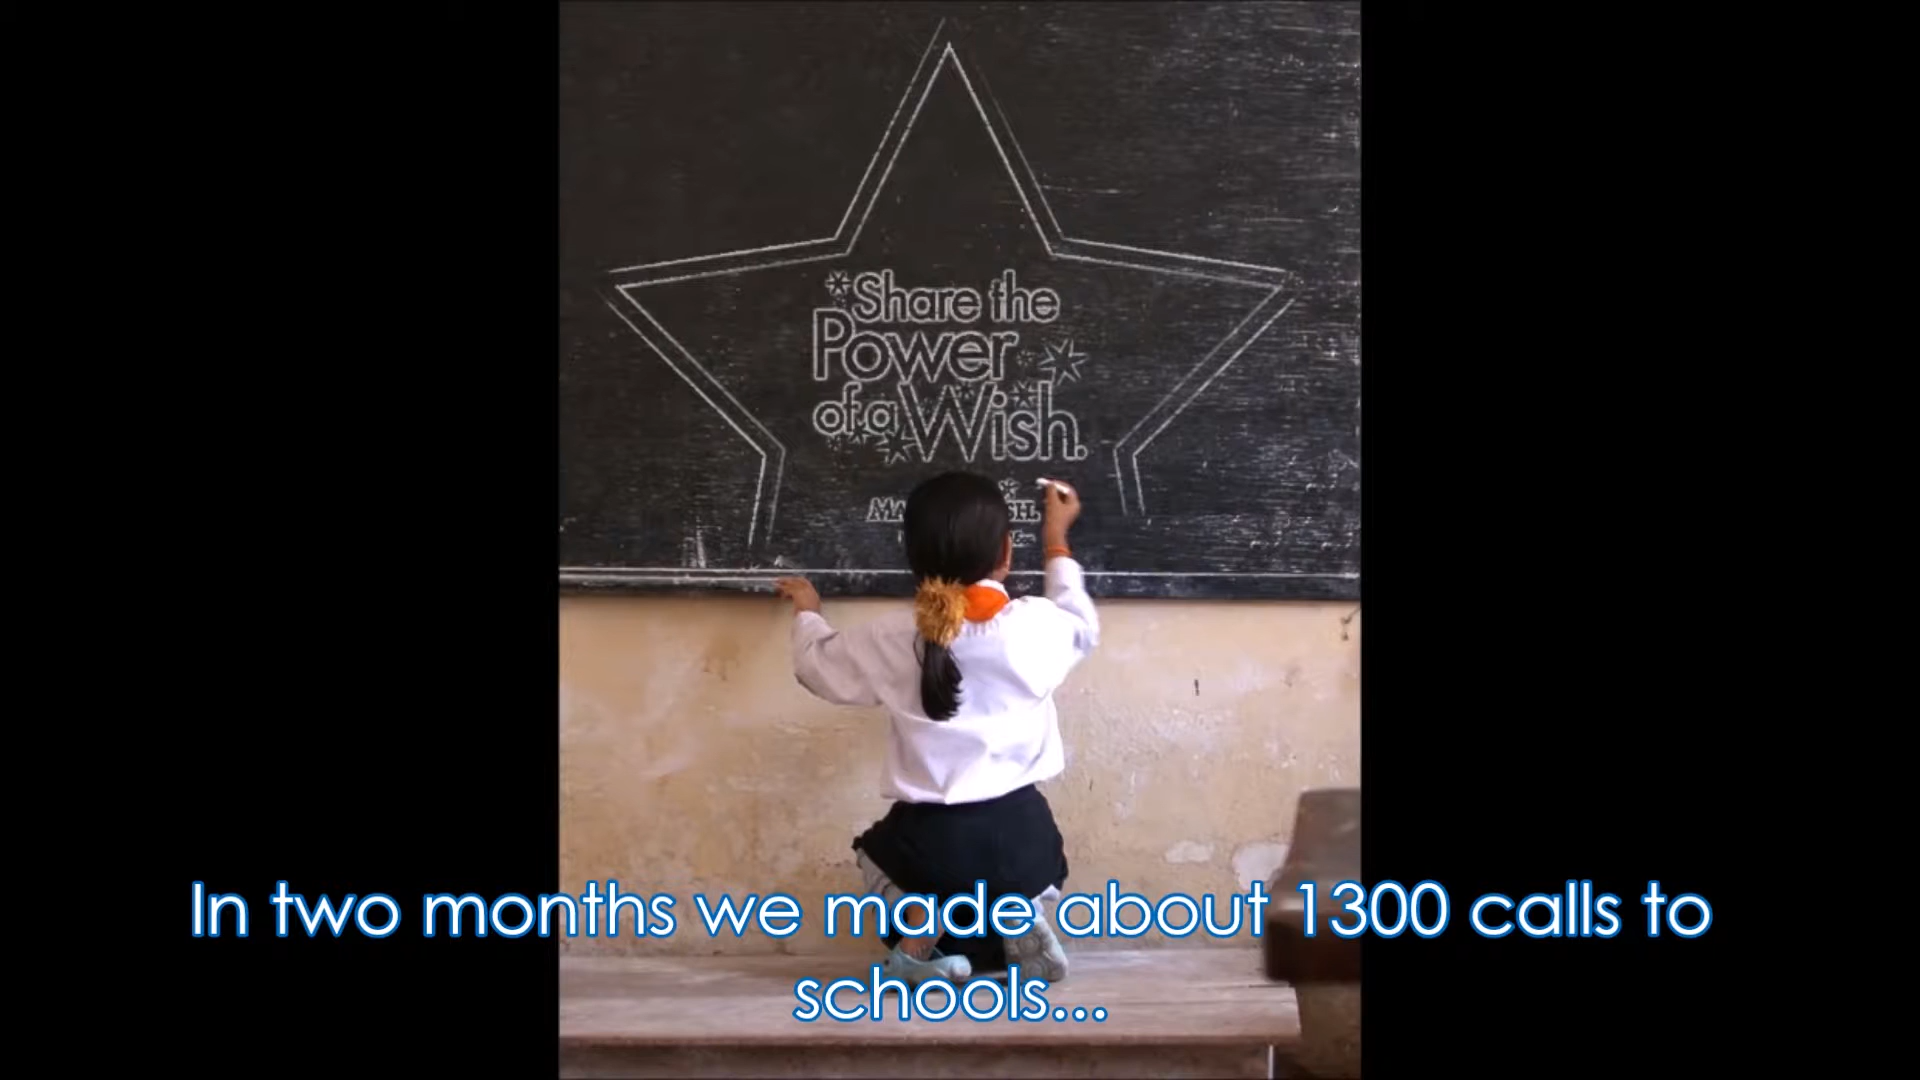 Share the
Power
of a Wish.
In two months we made about 1300 calls to
schools...